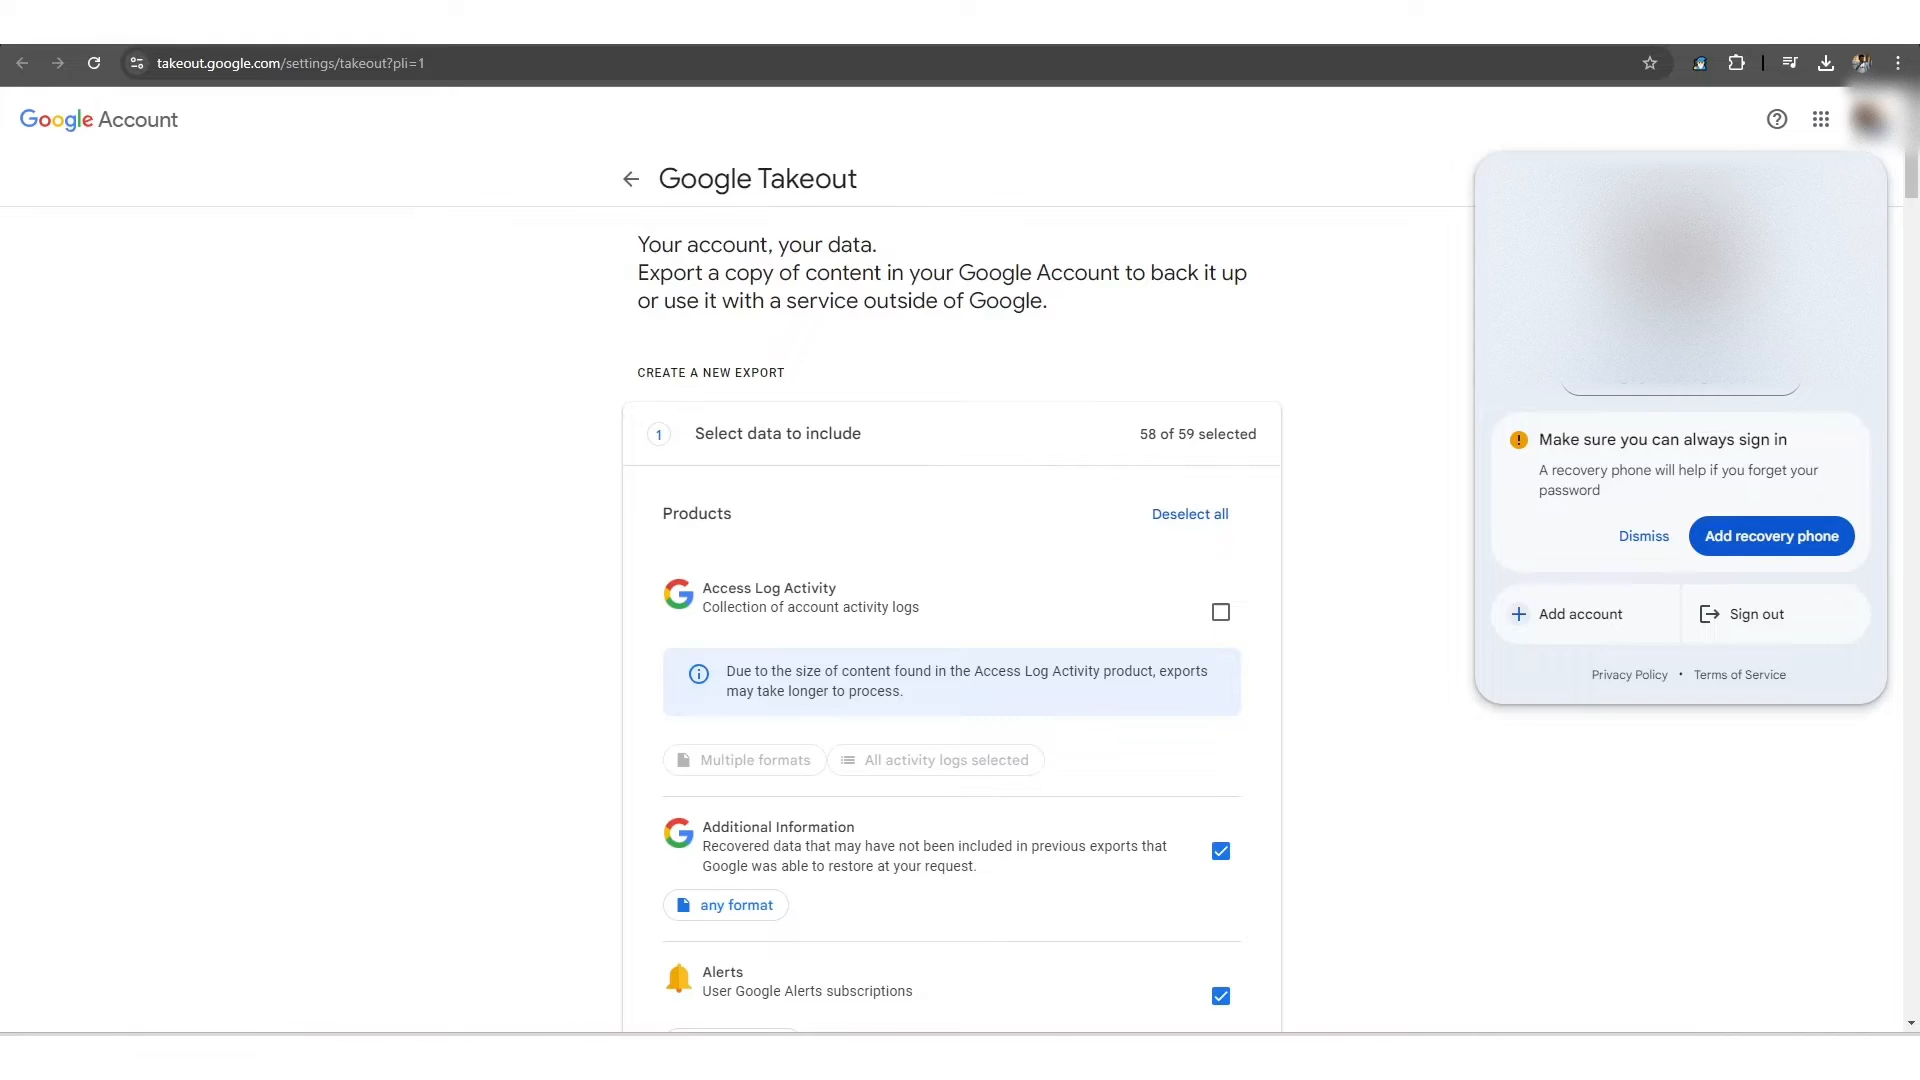 takeout.google.com/settings/takeout?pli=1
Google Account
Google Takeout
Your account, your data.
Export a copy of content in your Google Account to back it up
or use it with a service outside of Google.
CREATE A NEW EXPORT
1 Select data to include 58 of 59 selected
Products Deselect all
Access Log Activity
Collection of account activity logs
Due to the size of content found in the Access Log Activity product, exports
may take longer to process.
Multiple formats All activity logs selected
Additional Information
Recovered data that may have not been included in previous exports that
Google was able to restore at your request.
any format
Alerts
User Google Alerts subscriptions
Make sure you can always sign in
A recovery phone will help if you forget your
password
Dismiss Add recovery phone
Add account Sign out
Privacy Policy • Terms of Service